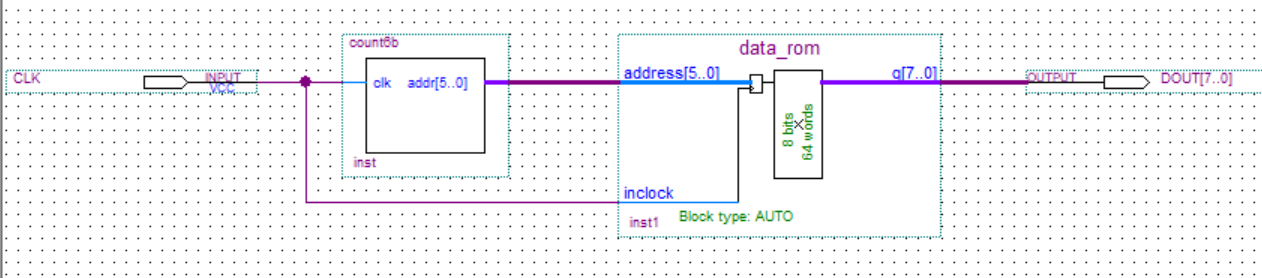 count6b
data_rom
CLK
INPUT
VCC
clk
addr[5..0]
address[5..0]
q[7..0]
OUTPUT
DOUT[7..0]
8 bits
×
64 words
inst
inclock
inst1
Block type: AUTO